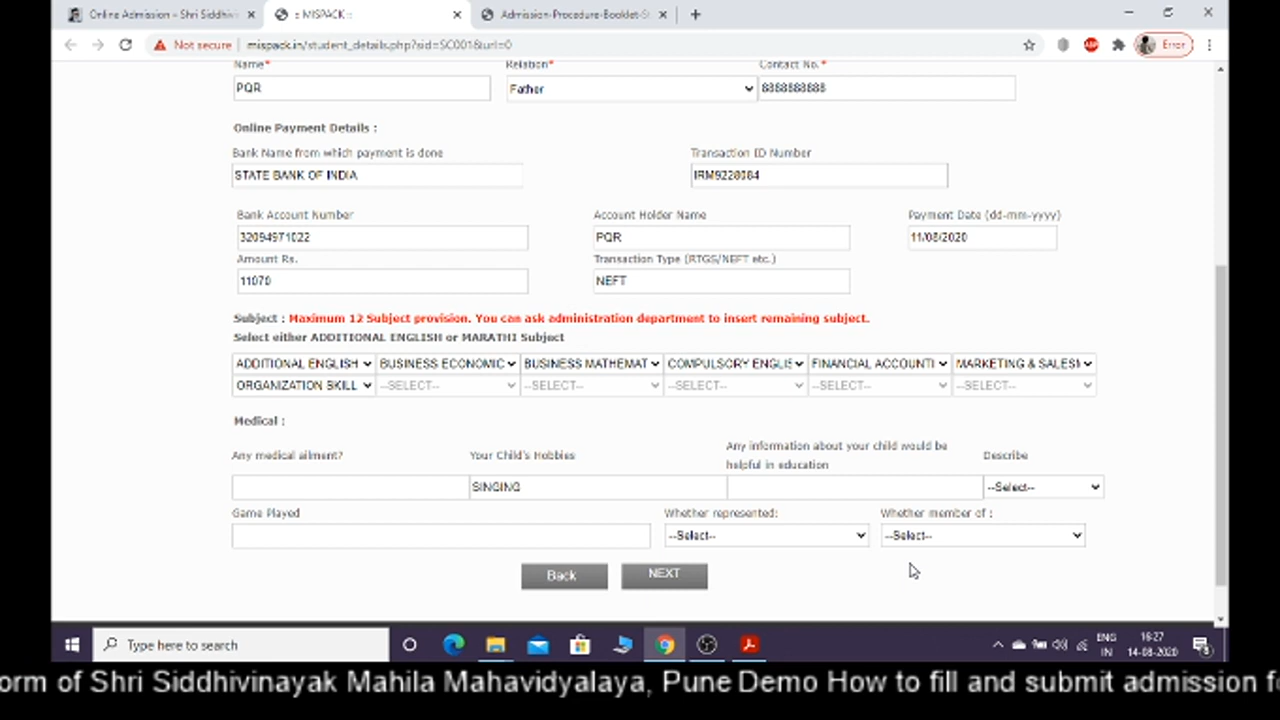 Online Admission – Shri Siddhivi
:: MISPACK ::
Admission-Procedure-Booklet-S
Not secure
mispack.in/student_details.php?sid=SC001&url=0
ABP
Error
Name*
Relation*
Contact No.*
PQR
Father
8888888888
Online Payment Details :
Bank Name from which payment is done
Transaction ID Number
STATE BANK OF INDIA
IRM9228084
Bank Account Number
Account Holder Name
Payment Date (dd-mm-yyyy)
32094971022
PQR
11/08/2020
Amount Rs.
Transaction Type (RTGS/NEFT etc.)
11070
NEFT
Subject : Maximum 12 Subject provision. You can ask administration department to insert remaining subject.
Select either ADDITIONAL ENGLISH or MARATHI Subject
ADDITIONAL ENGLISH BUSINESS ECONOMIC BUSINESS MATHEMAT COMPULSORY ENGLIS FINANCIAL ACCOUNTI MARKETING & SALESM
ORGANIZATION SKILL --SELECT-- --SELECT-- --SELECT-- --SELECT-- --SELECT--
Medical :
Any medical ailment?
Your Child's Hobbies
Any information about your child would be
helpful in education
Describe
SINGING
--Select--
Game Played
Whether represented:
Whether member of :
--Select--
--Select--
Back
NEXT
Type here to search
ENG
IN
16:27
14-08-2020
orm of Shri Siddhivinayak Mahila Mahavidyalaya, Pune Demo How to fill and submit admission fo